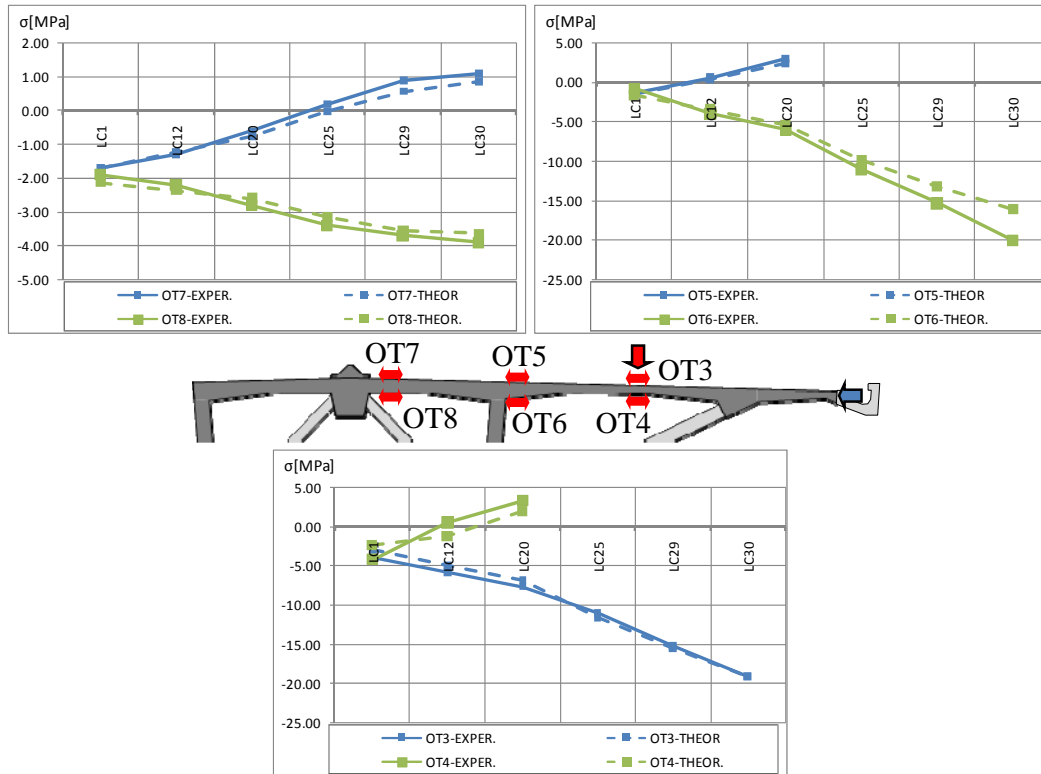 σ[MPa]
2.00
1.00
0.00
-1.00
-2.00
-3.00
-4.00
-5.00
LC1
LC12
LC20
LC25
LC29
LC30
OT7-EXPER.
OT7-THEOR
OT8-EXPER.
OT8-THEOR.
σ[MPa]
5.00
0.00
-5.00
-10.00
-15.00
-20.00
-25.00
LC1
LC12
LC20
LC25
LC29
LC30
OT5-EXPER.
OT5-THEOR
OT6-EXPER.
OT6-THEOR.
OT7
OT5
OT3
OT8
OT6
OT4
σ[MPa]
5.00
0.00
-5.00
-10.00
-15.00
-20.00
-25.00
LC1
LC12
LC20
LC25
LC29
LC30
OT3-EXPER.
OT3-THEOR
OT4-EXPER.
OT4-THEOR.